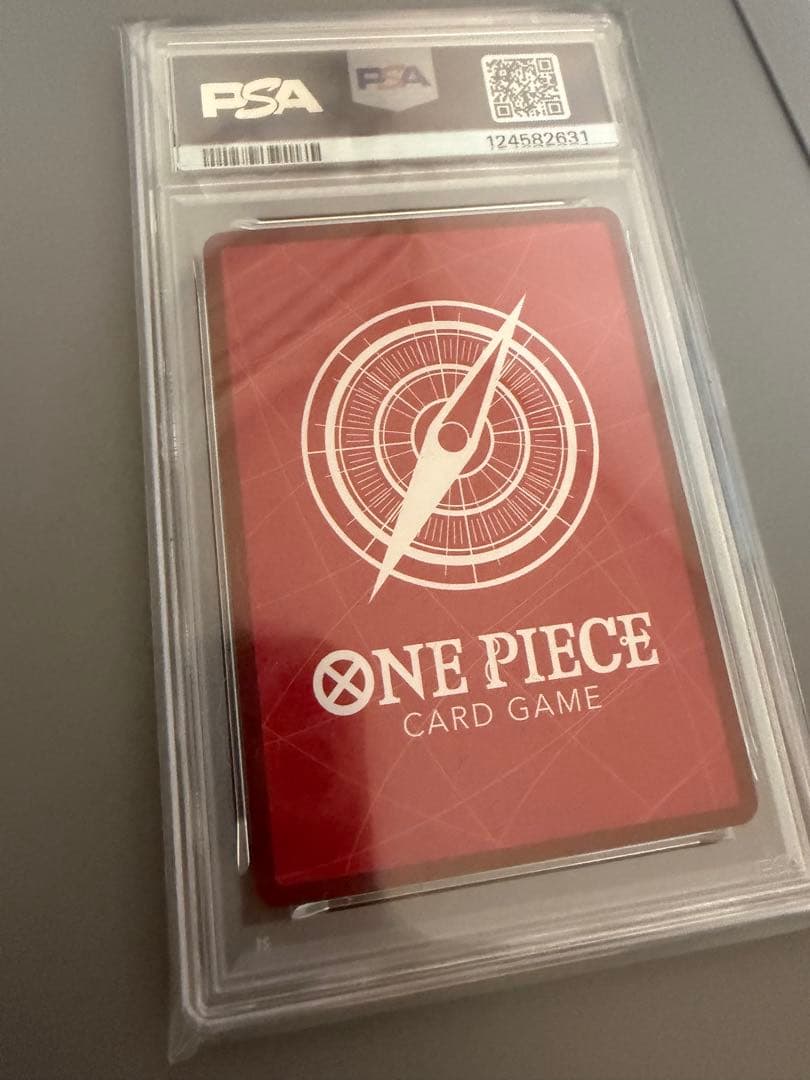 PSA
PSA
124582631
ONE PIECE
CARD GAME